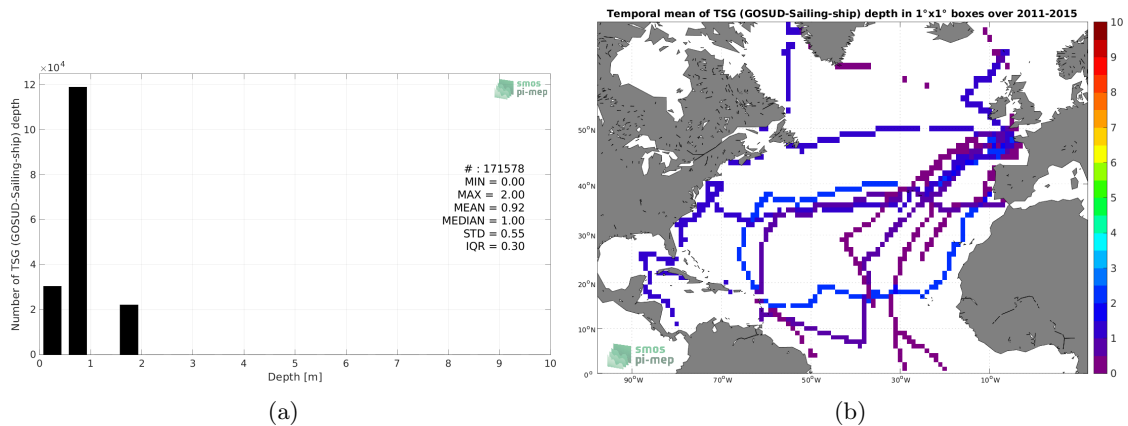 ×10⁴
12
10
8
6
4
2
0
Number of TSG (GOSUD-Sailing-ship) depth
smos
pi-mep
# : 171578
MIN = 0.00
MAX = 2.00
MEAN = 0.92
MEDIAN = 1.00
STD = 0.55
IQR = 0.30
0 1 2 3 4 5 6 7 8 9 10
Depth [m]
(a)
Temporal mean of TSG (GOSUD-Sailing-ship) depth in 1°x1° boxes over 2011-2015
50°N
40°N
30°N
20°N
10°N
0°
90°W 70°W 50°W 30°W 10°W
smos
pi-mep
10
9
8
7
6
5
4
3
2
1
0
(b)